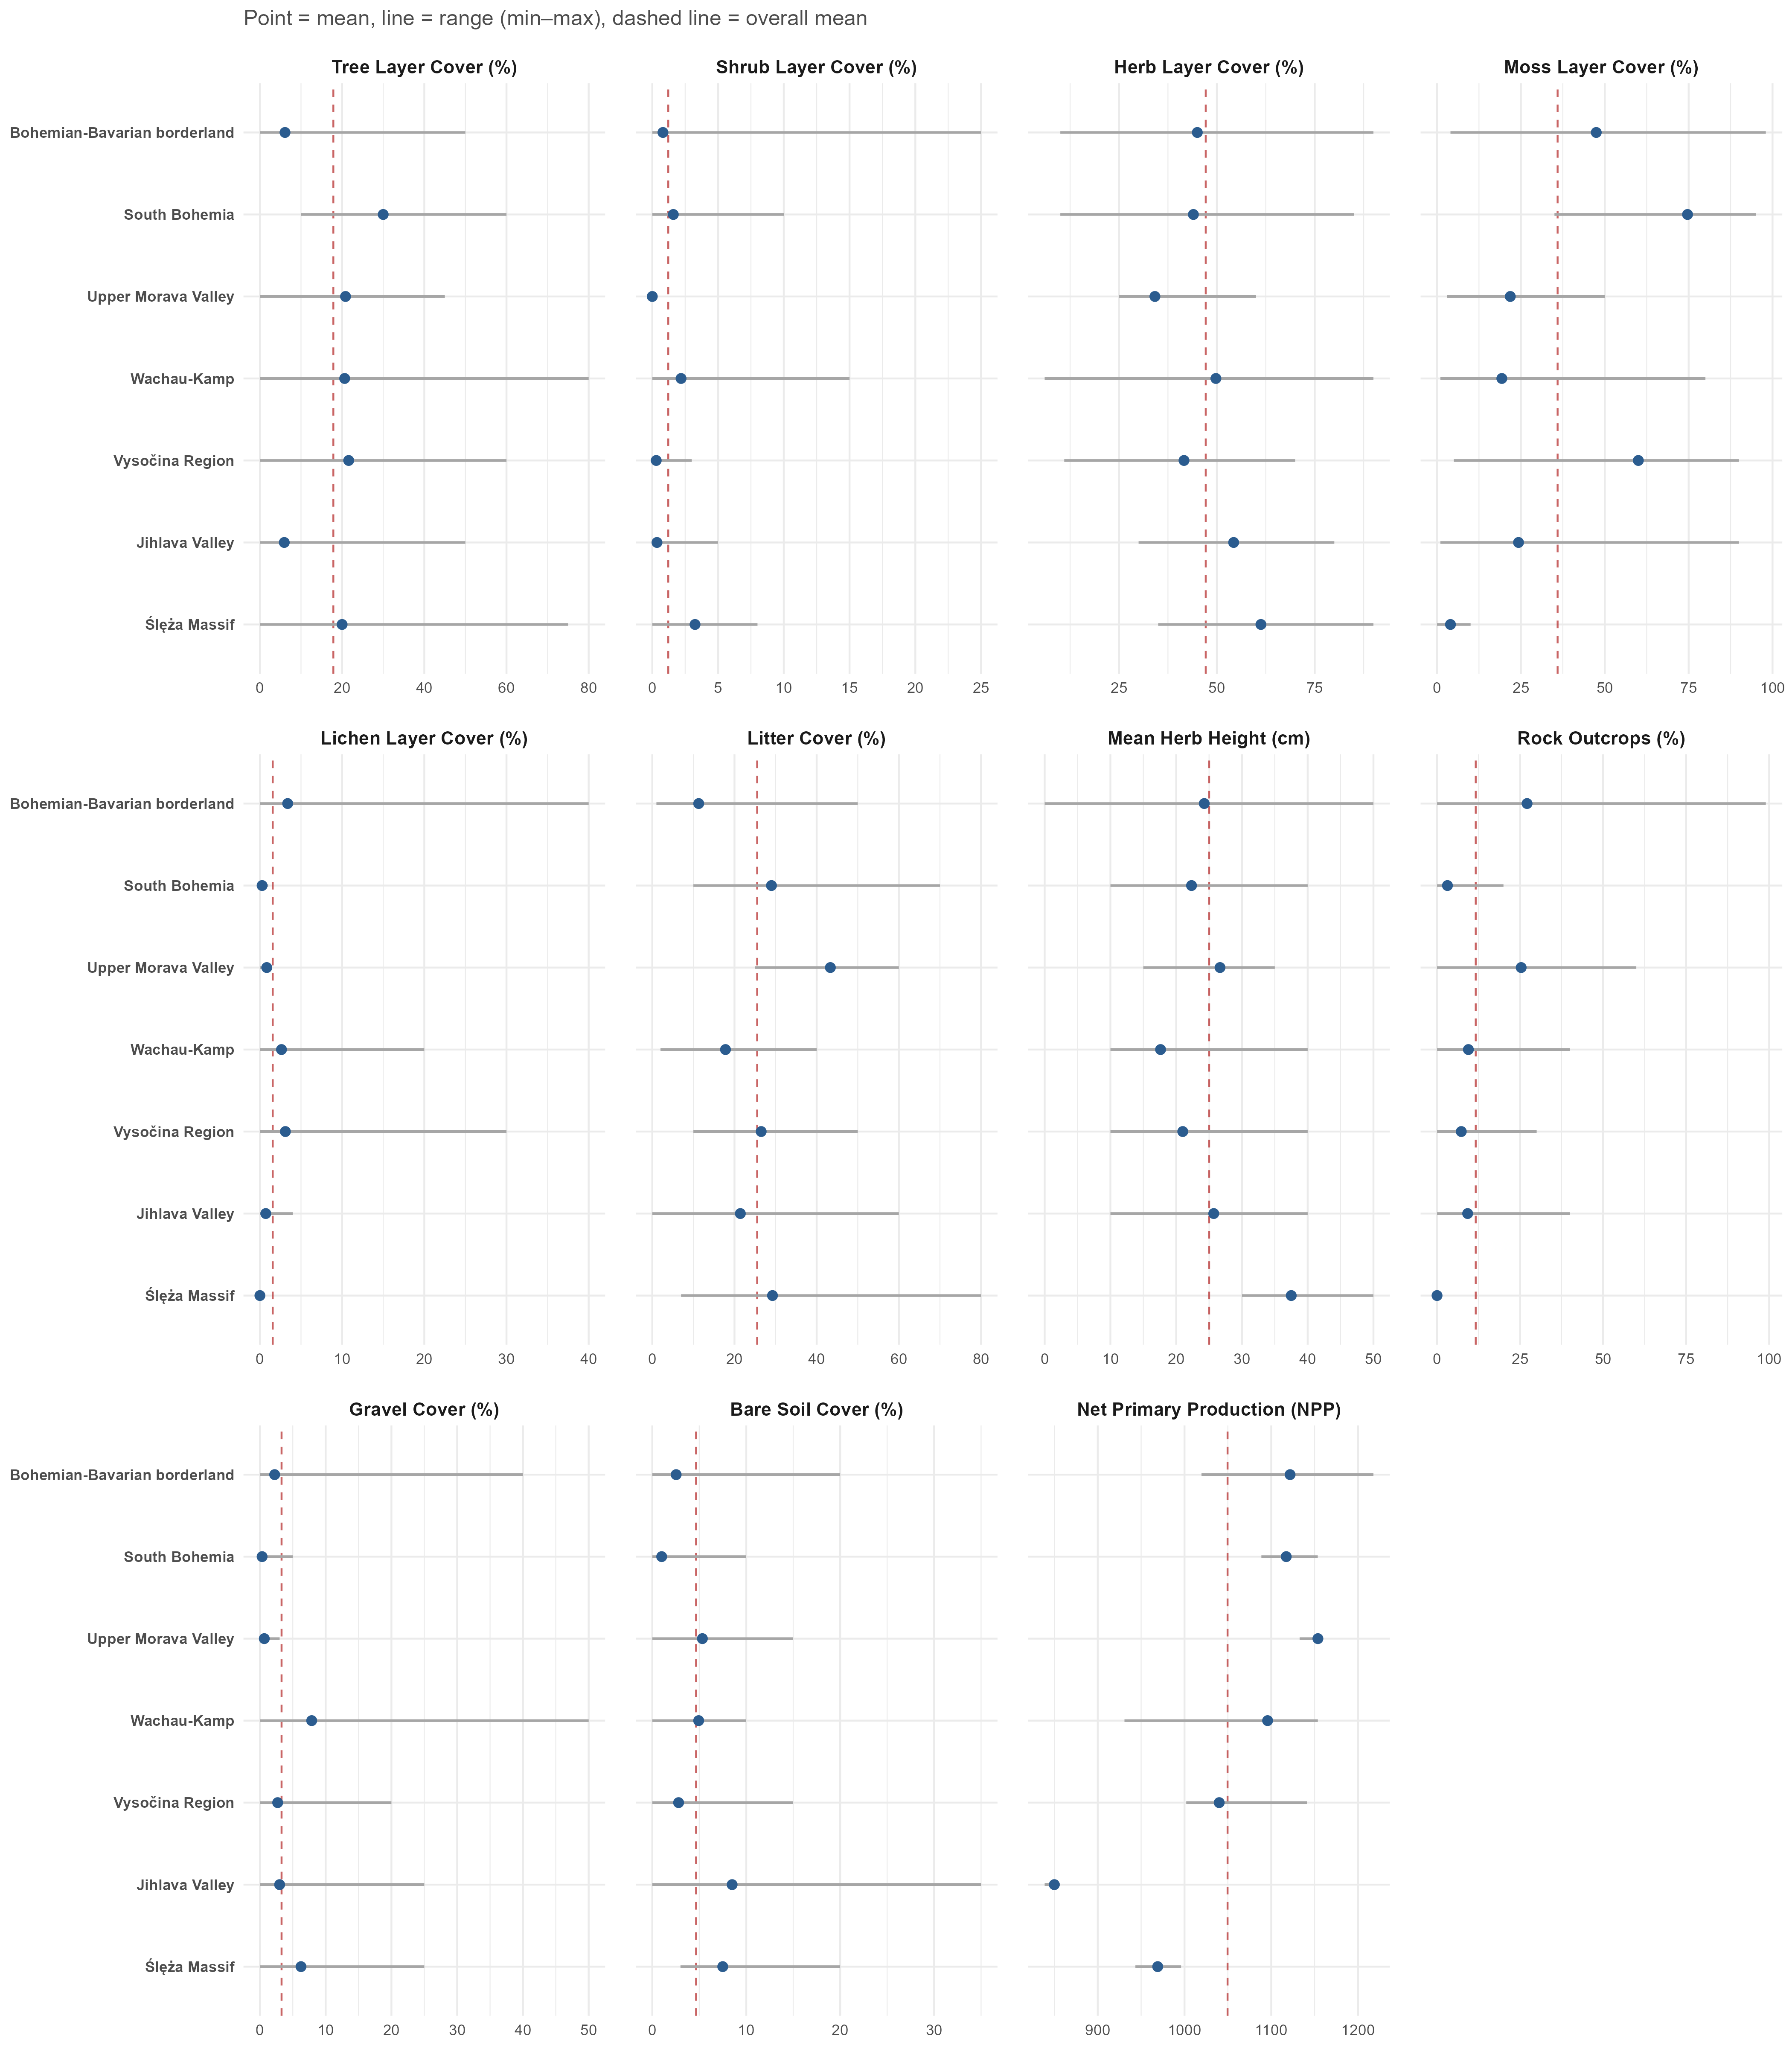 Point = mean, line = range (min–max), dashed line = overall mean
Tree Layer Cover (%) Shrub Layer Cover (%) Herb Layer Cover (%) Moss Layer Cover (%)
Bohemian-Bavarian borderland
South Bohemia
Upper Morava Valley
Wachau-Kamp
Vysočina Region
Jihlava Valley
Ślęża Massif
0 20 40 60 80 0 5 10 15 20 25 25 50 75 0 25 50 75 100
Lichen Layer Cover (%) Litter Cover (%) Mean Herb Height (cm) Rock Outcrops (%)
Bohemian-Bavarian borderland
South Bohemia
Upper Morava Valley
Wachau-Kamp
Vysočina Region
Jihlava Valley
Ślęża Massif
0 10 20 30 40 0 20 40 60 80 0 10 20 30 40 50 0 25 50 75 100
Gravel Cover (%) Bare Soil Cover (%) Net Primary Production (NPP)
Bohemian-Bavarian borderland
South Bohemia
Upper Morava Valley
Wachau-Kamp
Vysočina Region
Jihlava Valley
Ślęża Massif
0 10 20 30 40 50 0 10 20 30 900 1000 1100 1200